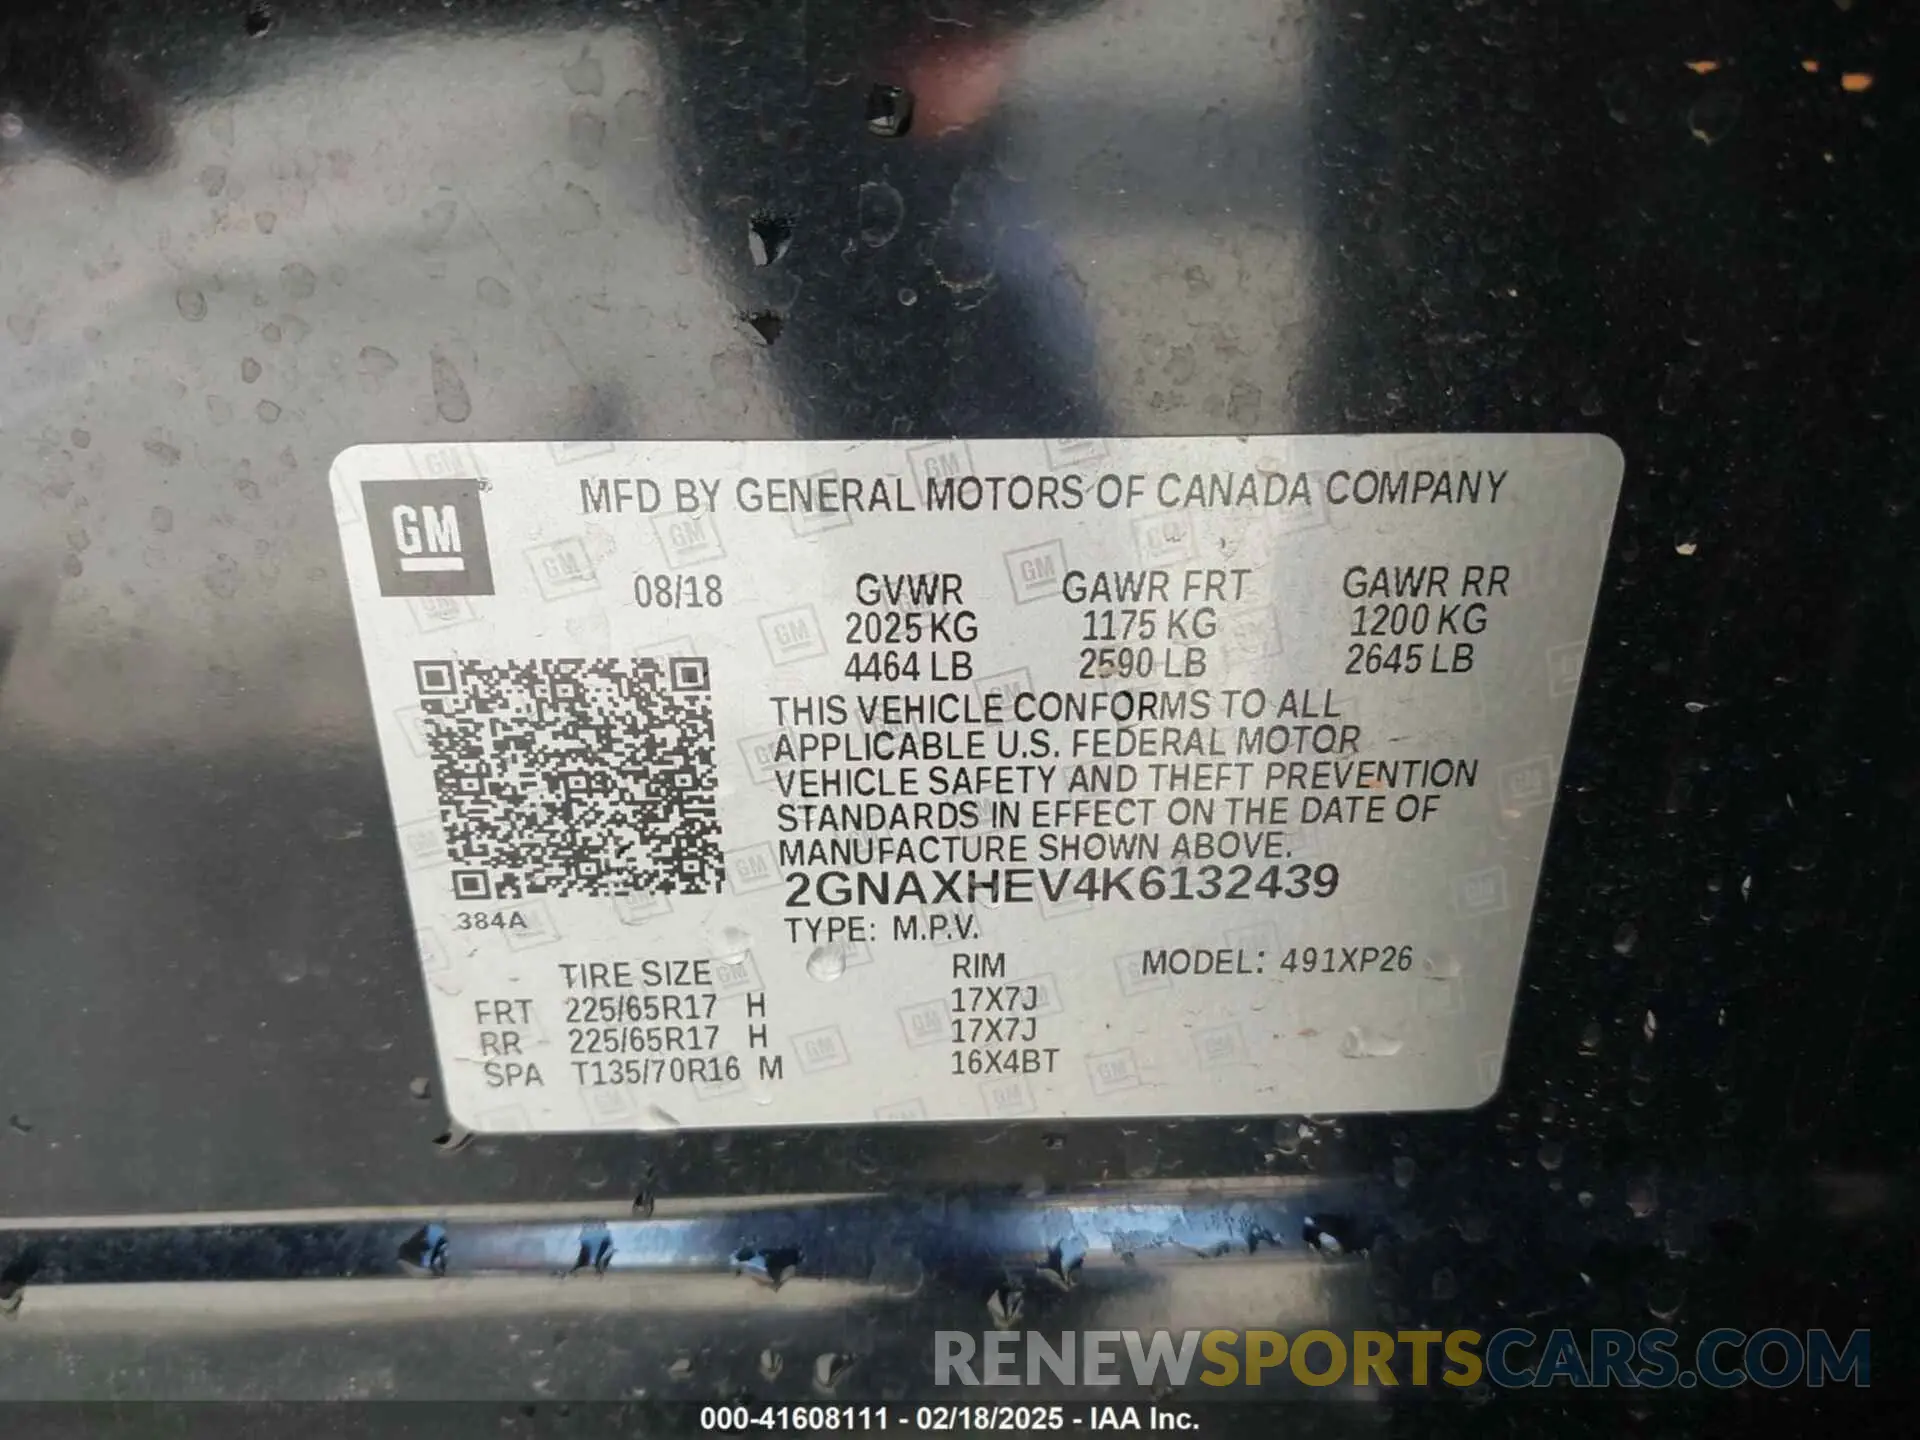 MFD BY GENERAL MOTORS OF CANADA COMPANY
GM
08/18 GVWR GAWR FRT GAWR RR
2025 KG 1175 KG 1200 KG
4464 LB 2590 LB 2645 LB
THIS VEHICLE CONFORMS TO ALL
APPLICABLE U.S. FEDERAL MOTOR
VEHICLE SAFETY AND THEFT PREVENTION
STANDARDS IN EFFECT ON THE DATE OF
MANUFACTURE SHOWN ABOVE.
2GNAXHEV4K6132439
384A TYPE: M.P.V.
TIRE SIZE RIM MODEL: 491XP26
FRT 225/65R17 H 17X7J
RR 225/65R17 H 17X7J
SPA T135/70R16 M 16X4BT
RENEWSPORTSCARS.COM
000-41608111 - 02/18/2025 - IAA Inc.